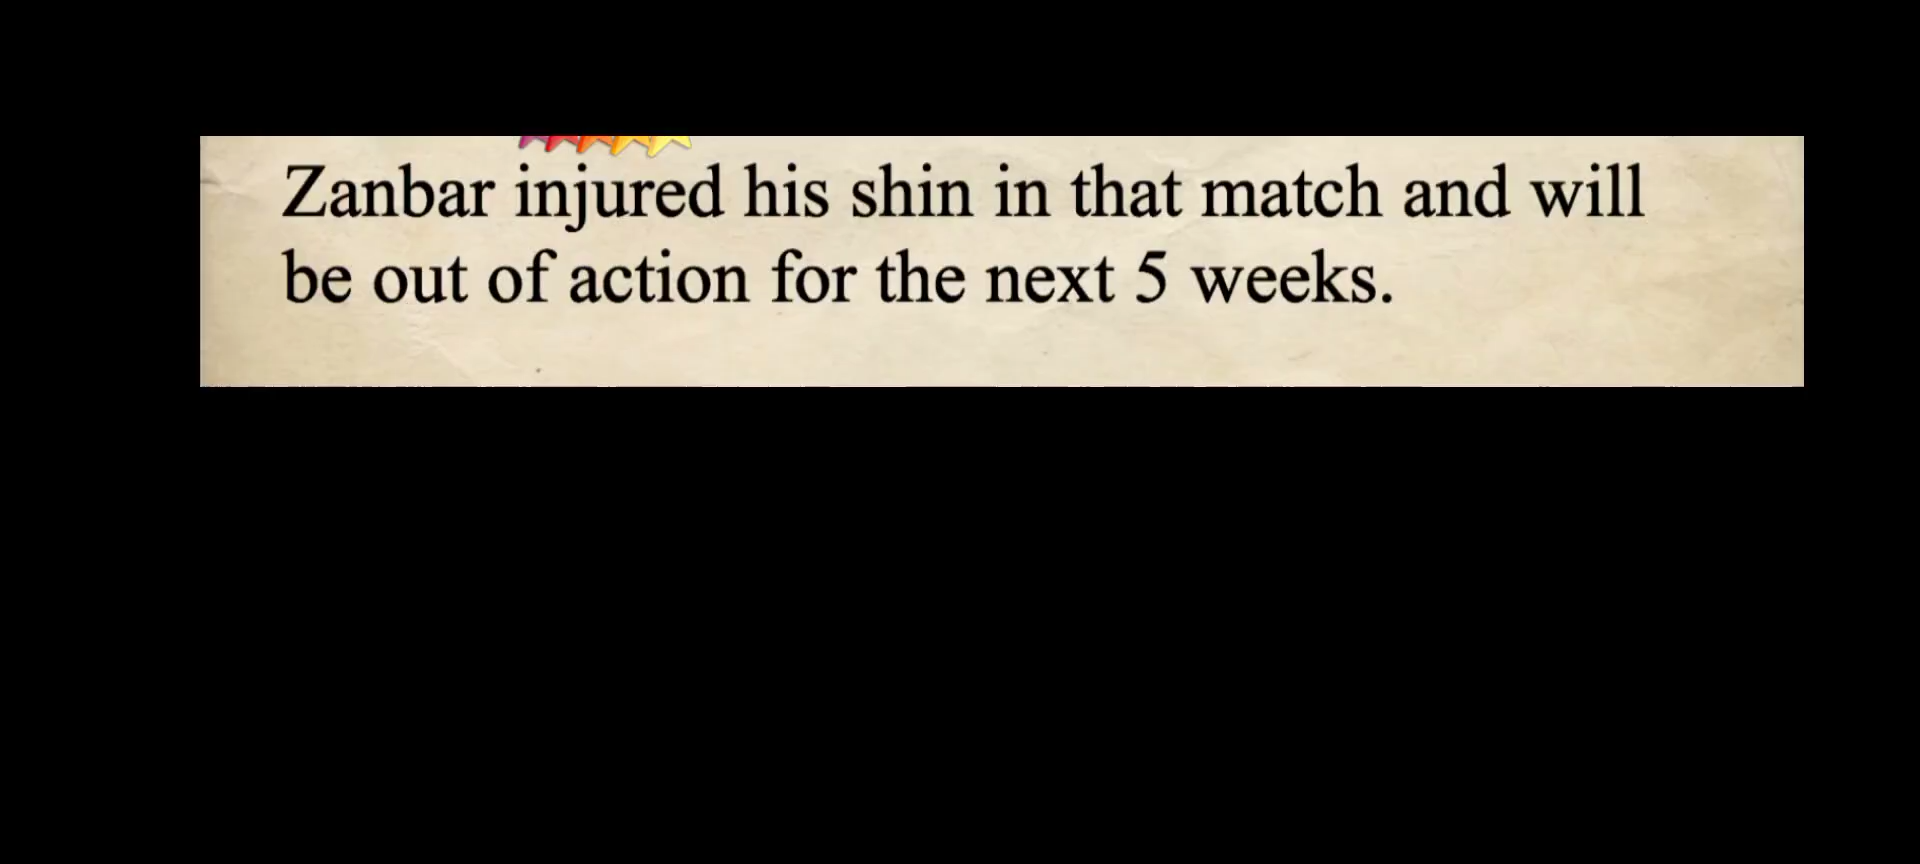 Zanbar injured his shin in that match and will
be out of action for the next 5 weeks.